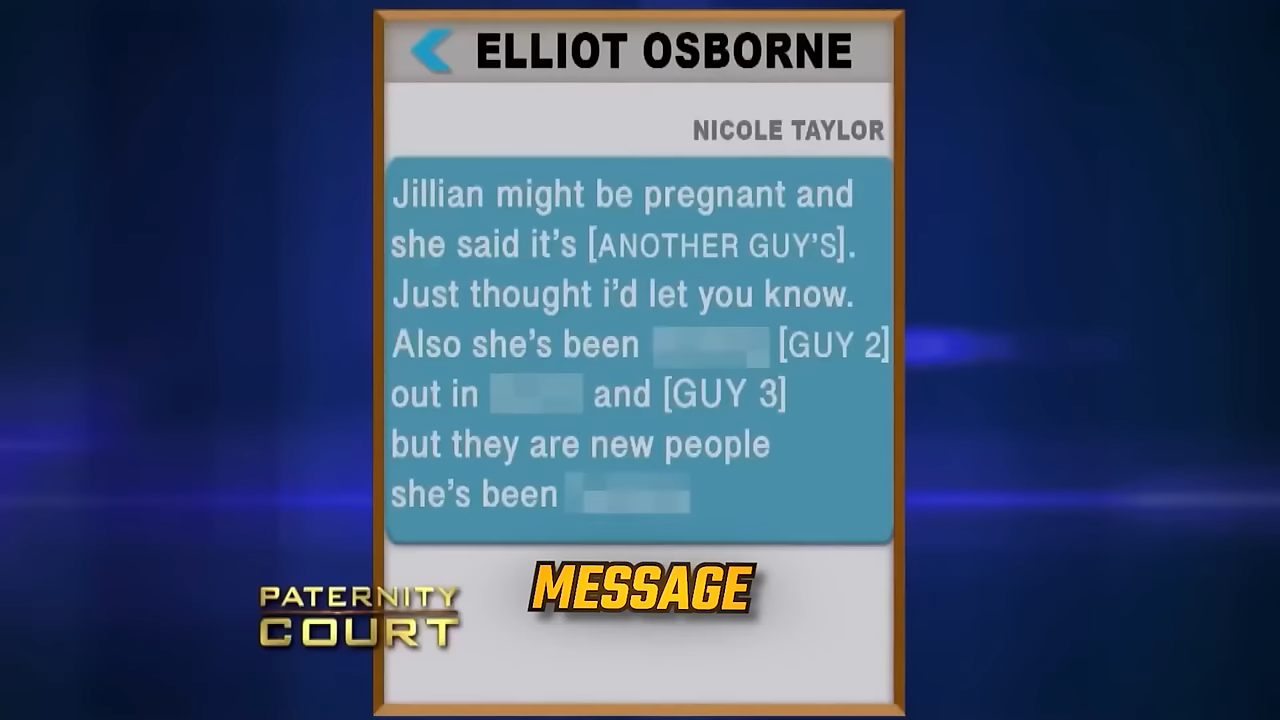 ELLIOT OSBORNE
NICOLE TAYLOR
Jillian might be pregnant and
she said it's [ANOTHER GUY'S].
Just thought i'd let you know.
Also she's been [GUY 2]
out in and [GUY 3]
but they are new people
she's been
MESSAGE
PATERNITY
COURT